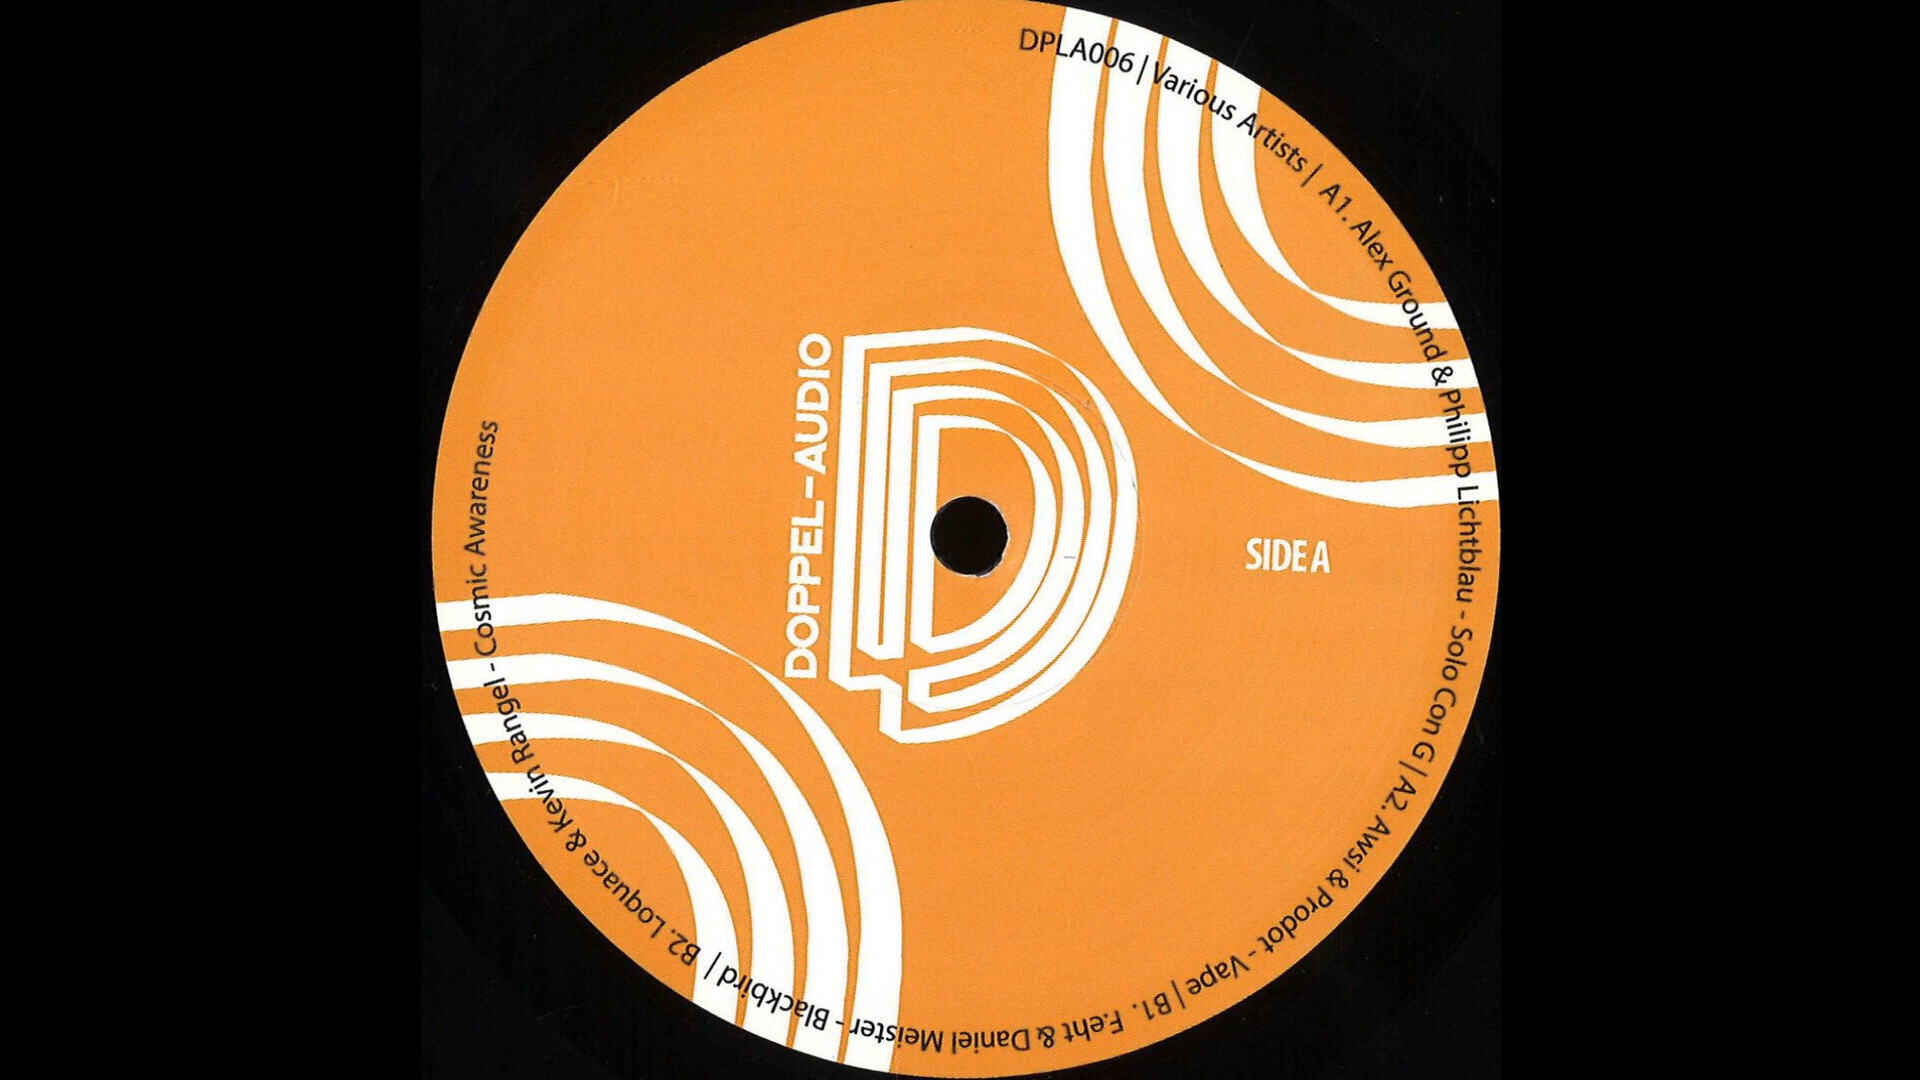 DPLA006 | Various Artists | A1. Alex Ground & Philipp Lichtblau - Solo Con G | A2. Awsi & Prodot - Vape | B1. F.eht & Daniel Meister - Blackbird | B2. Loquace & Kevin Rangel - Cosmic Awareness
DOPPEL-AUDIO
SIDE A